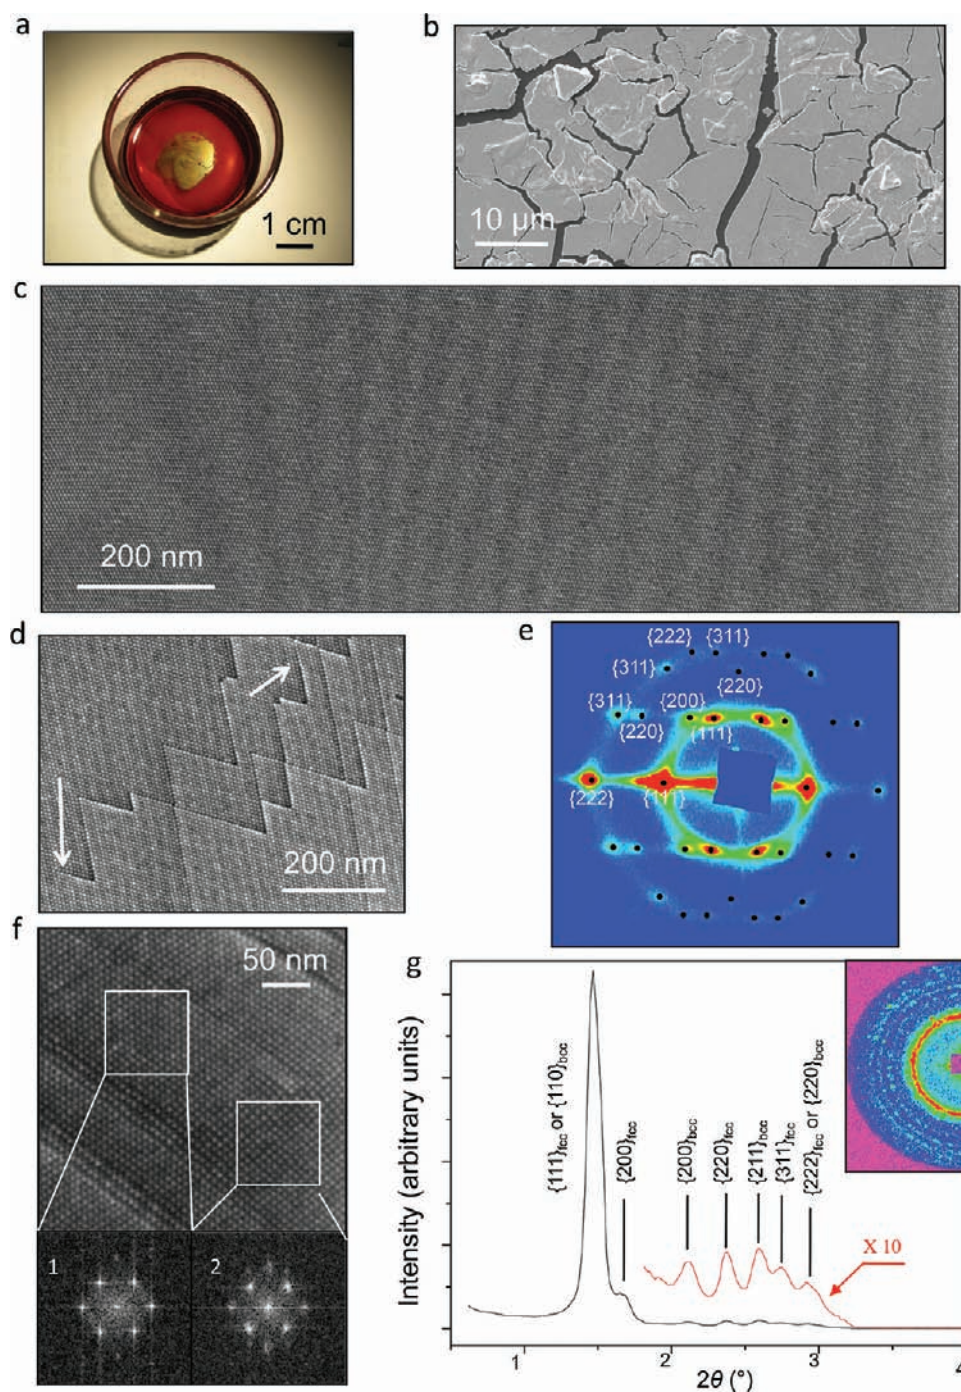 a
1 cm
b
10 µm
c
200 nm
d
200 nm
e
{222}
{311}
{311}
{220}
{311}
{200}
{220}
{111}
{222}
{111}
f
50 nm
1
2
g
Intensity (arbitrary units)
{111}fcc or {110}bcc
{200}fcc
{200}bcc
{220}fcc
{211}bcc
{311}fcc
{222}fcc or {220}bcc
X 10
1
2
3
4
2θ (°)